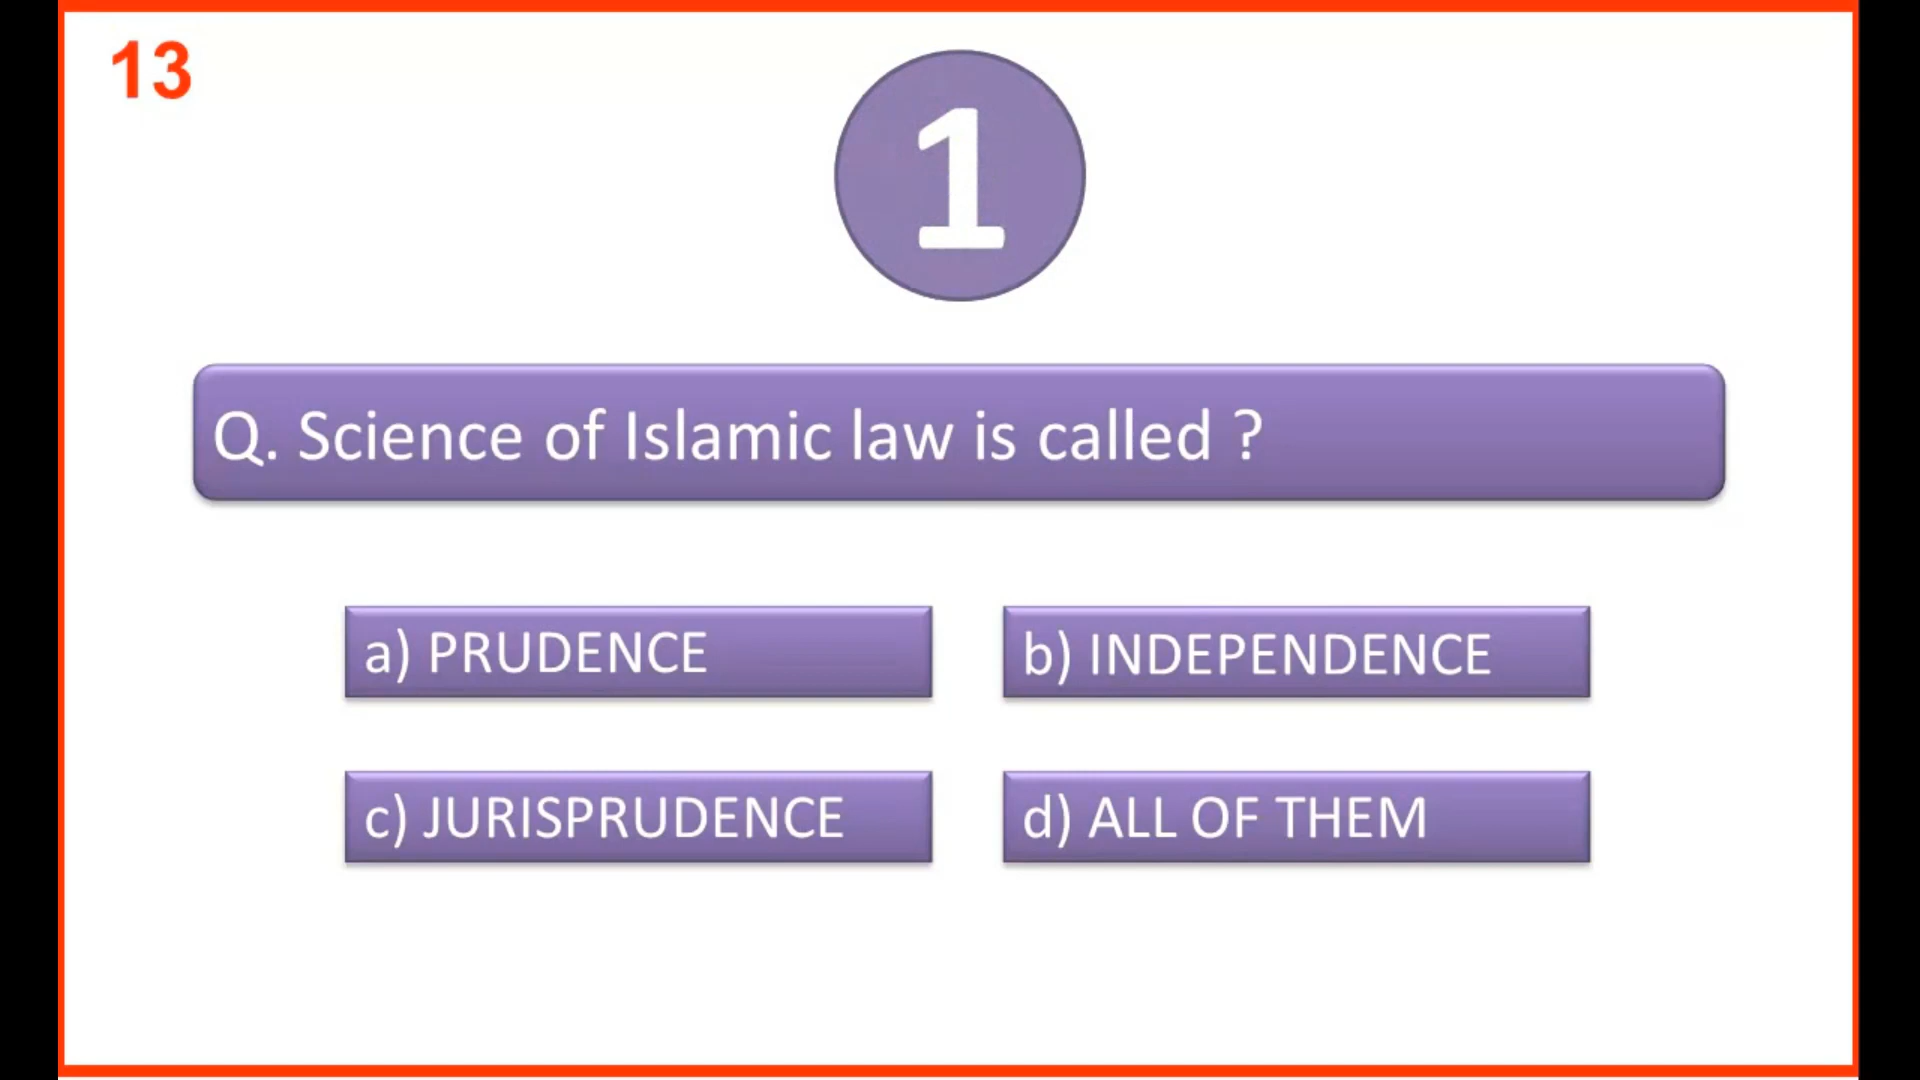 13
1
Q. Science of Islamic law is called ?
a) PRUDENCE
b) INDEPENDENCE
c) JURISPRUDENCE
d) ALL OF THEM